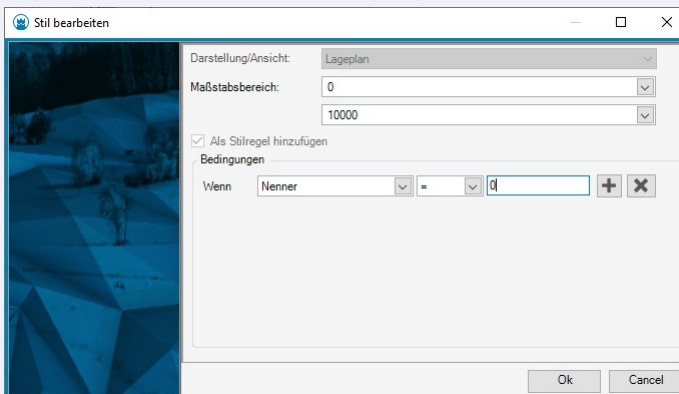 Stil bearbeiten
Darstellung/Ansicht: Lageplan
Maßstabsbereich: 0
10000
Als Stilregel hinzufügen
Bedingungen
Wenn Nenner = 0
Ok Cancel